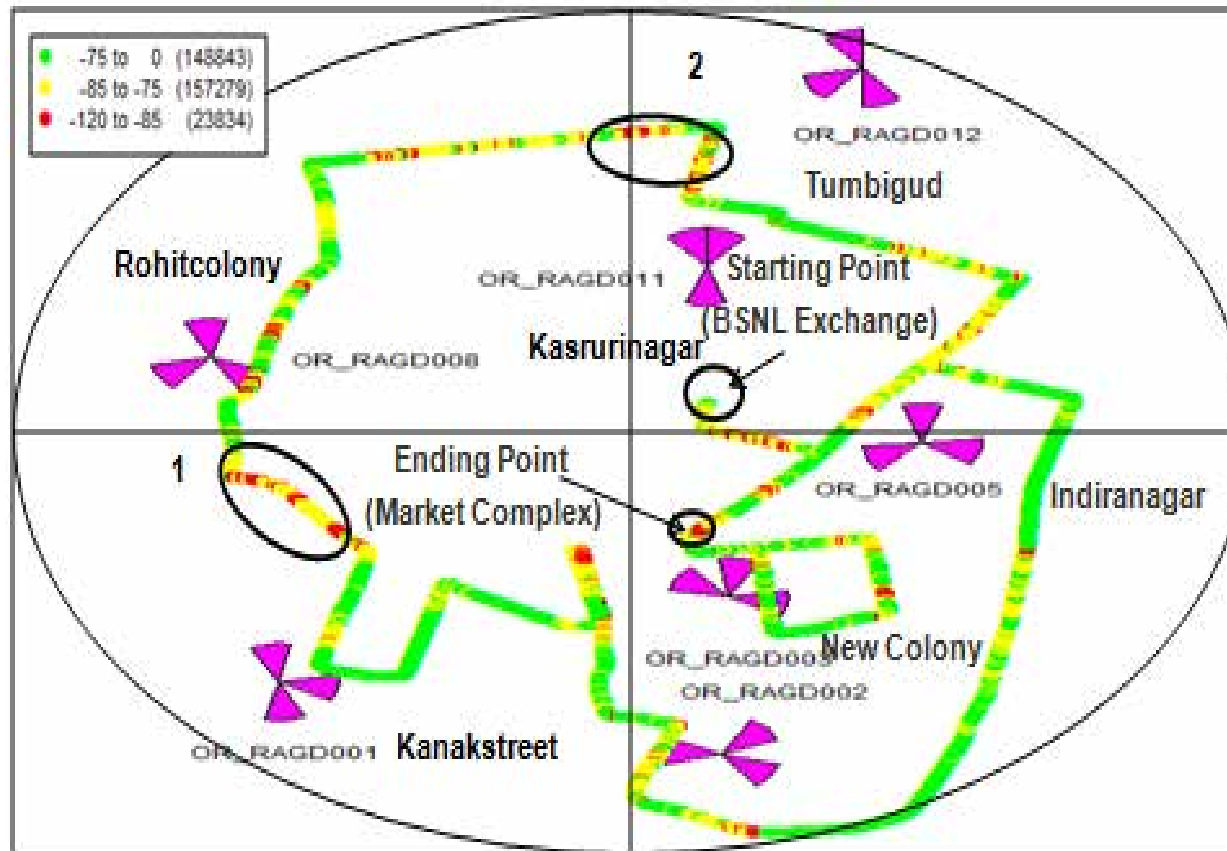 -75 to 0 (148843)
-85 to -75 (157279)
-120 to -85 (23834)
2
OR_RAGD012
Tumbigud
Rohitcolony
OR_RAGD011
Starting Point
(BSNL Exchange)
Kasrurinagar
OR_RAGD008
1
Ending Point
(Market Complex)
OR_RAGD005
Indiranagar
New Colony
OR_RAGD003
OR_RAGD002
OR_RAGD001
Kanakstreet